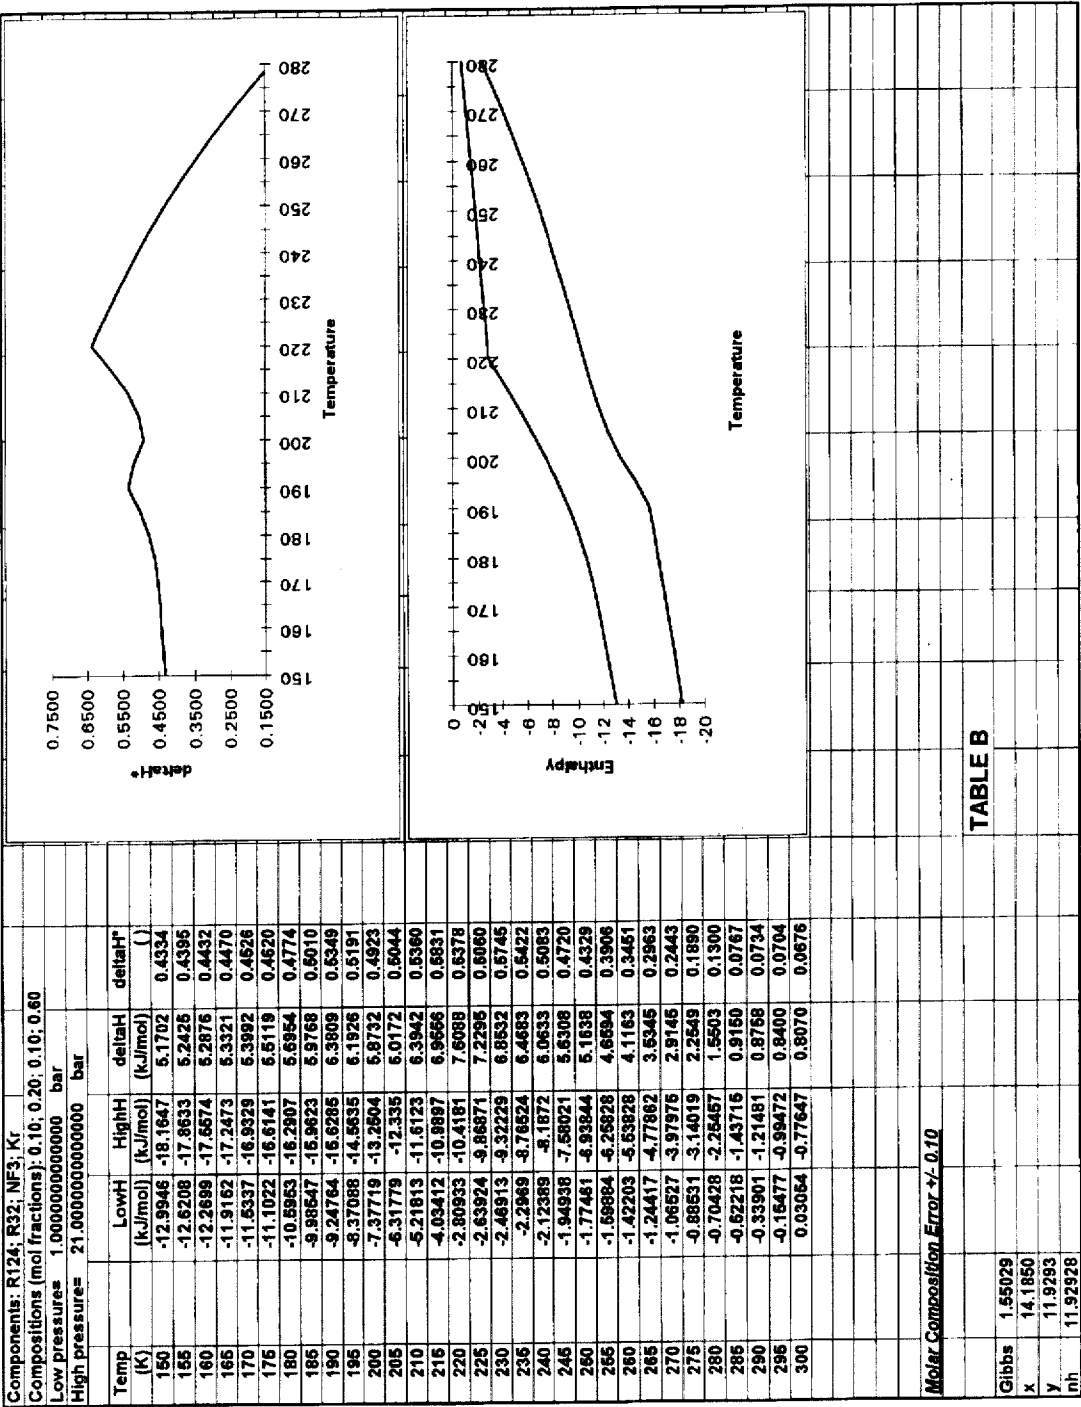 Components: R124; R32; NF3; Kr
Compositions (mol fractions): 0.10; 0.20; 0.10; 0.60
Low pressure= 1.00000000000000 bar
High pressure= 21.00000000000000 bar
Temp LowH HighH deltaH deltaH*
(K) (kJ/mol) (kJ/mol) (kJ/mol) ( )
150 -12.9946 -18.1647 5.1702 0.4334
155 -12.6208 -17.8633 5.2425 0.4395
160 -12.2699 -17.5574 5.2876 0.4432
165 -11.9152 -17.2473 5.3321 0.4470
170 -11.5337 -16.9329 5.3992 0.4526
175 -11.1022 -16.6141 5.5119 0.4620
180 -10.5953 -16.2907 5.6954 0.4774
185 -9.98547 -15.9623 5.9768 0.5010
190 -9.24764 -15.6285 6.3809 0.5349
195 -8.37088 -14.5635 6.1926 0.5191
200 -7.37719 -13.2504 5.8732 0.4923
205 -6.31779 -12.335 6.0172 0.5044
210 -5.21813 -11.6123 6.3942 0.5360
215 -4.03412 -10.9897 6.9556 0.5831
220 -2.80933 -10.4181 7.6088 0.6378
225 -2.63924 -9.86871 7.2295 0.6060
230 -2.46913 -9.32229 6.8532 0.5745
235 -2.2969 -8.76524 6.4683 0.5422
240 -2.12389 -8.1872 6.0633 0.5083
245 -1.94938 -7.58021 5.6308 0.4720
250 -1.77461 -6.93844 5.1638 0.4329
255 -1.59884 -6.25828 4.6594 0.3906
260 -1.42203 -5.53828 4.1163 0.3451
265 -1.24417 -4.77862 3.5345 0.2963
270 -1.06527 -3.97975 2.9145 0.2443
275 -0.88531 -3.14019 2.2549 0.1890
280 -0.70428 -2.25457 1.5503 0.1300
285 -0.52218 -1.43715 0.9150 0.0767
290 -0.33901 -1.21481 0.8758 0.0734
295 -0.15477 -0.99472 0.8400 0.0704
300 0.03054 -0.77647 0.8070 0.0676
Molar Composition Error +/- 0.10
Gibbs 1.55029
x 14.1850
y 11.9293
nh 11.92928
deltaH*
0.7500
0.6500
0.5500
0.4500
0.3500
0.2500
0.1500
150 160 170 180 190 200 210 220 230 240 250 260 270 280
Temperature
Enthalpy
0
-2
-4
-6
-8
-10
-12
-14
-16
-18
-20
150 160 170 180 190 200 210 220 230 240 250 260 270 280
Temperature
TABLE B